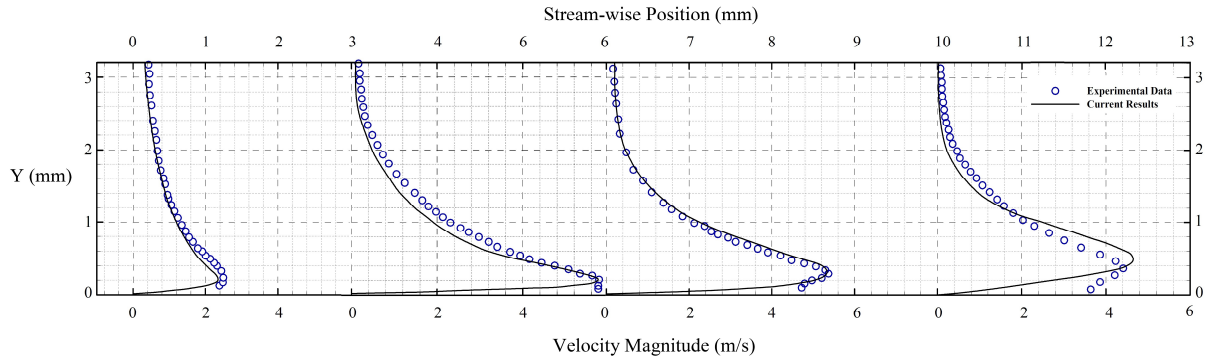 Stream-wise Position (mm)
0 1 2 3 4 6 6 7 8 9 10 11 12 13
3 3
Experimental Data
Current Results
2 2
Y (mm)
1 1
0 0
0 2 4 0 2 4 0 2 4 6 0 2 4 6
Velocity Magnitude (m/s)